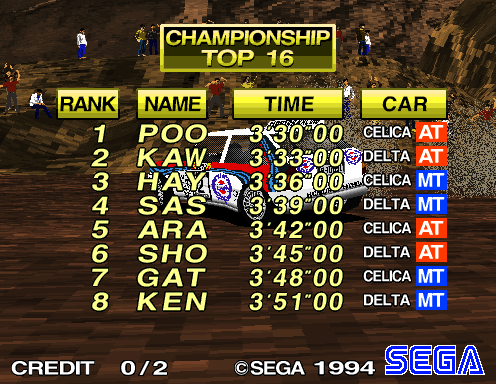 CHAMPIONSHIP
TOP 16
RANK NAME TIME CAR
1 POO 3'30"00 CELICA AT
2 KAW 3'33"00 DELTA AT
3 HAY 3'36"00 CELICA MT
4 SAS 3'39"00 DELTA MT
5 ARA 3'42"00 CELICA AT
6 SHO 3'45"00 DELTA AT
7 GAT 3'48"00 CELICA MT
8 KEN 3'51"00 DELTA MT
CREDIT 0/2 ©SEGA 1994 SEGA